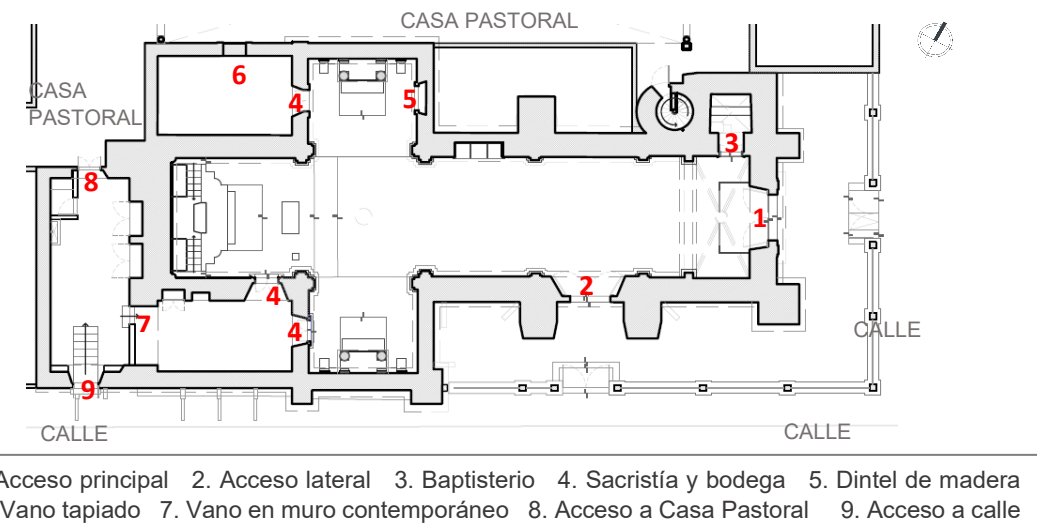 CASA PASTORAL
6
CASA
PASTORAL
4
5
3
8
1
2
4
7
4
CALLE
9
CALLE
CALLE
Acceso principal 2. Acceso lateral 3. Baptisterio 4. Sacristía y bodega 5. Dintel de madera
Vano tapiado 7. Vano en muro contemporáneo 8. Acceso a Casa Pastoral 9. Acceso a calle